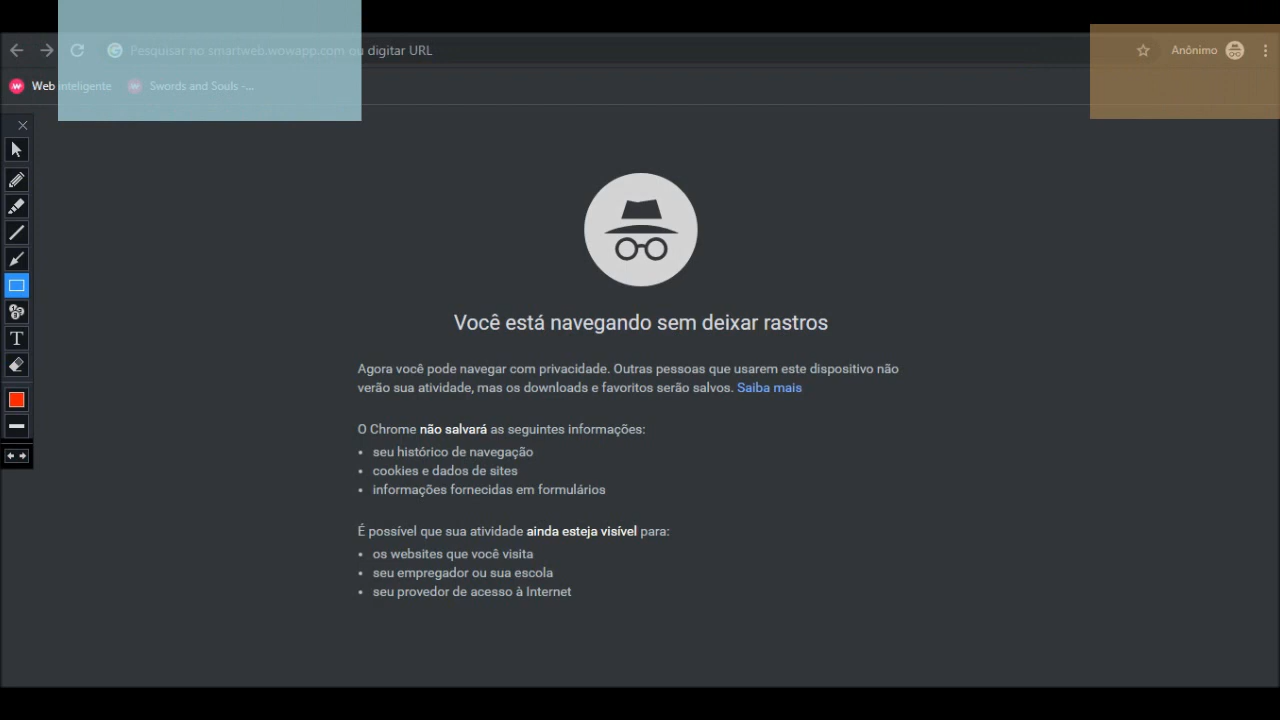 Pesquisar no smartweb.wowapp.com ou digitar URL
Anônimo
Web inteligente
Swords and Souls -...
Você está navegando sem deixar rastros
Agora você pode navegar com privacidade. Outras pessoas que usarem este dispositivo não
verão sua atividade, mas os downloads e favoritos serão salvos. Saiba mais
O Chrome não salvará as seguintes informações:
• seu histórico de navegação
• cookies e dados de sites
• informações fornecidas em formulários
É possível que sua atividade ainda esteja visível para:
• os websites que você visita
• seu empregador ou sua escola
• seu provedor de acesso à Internet
T